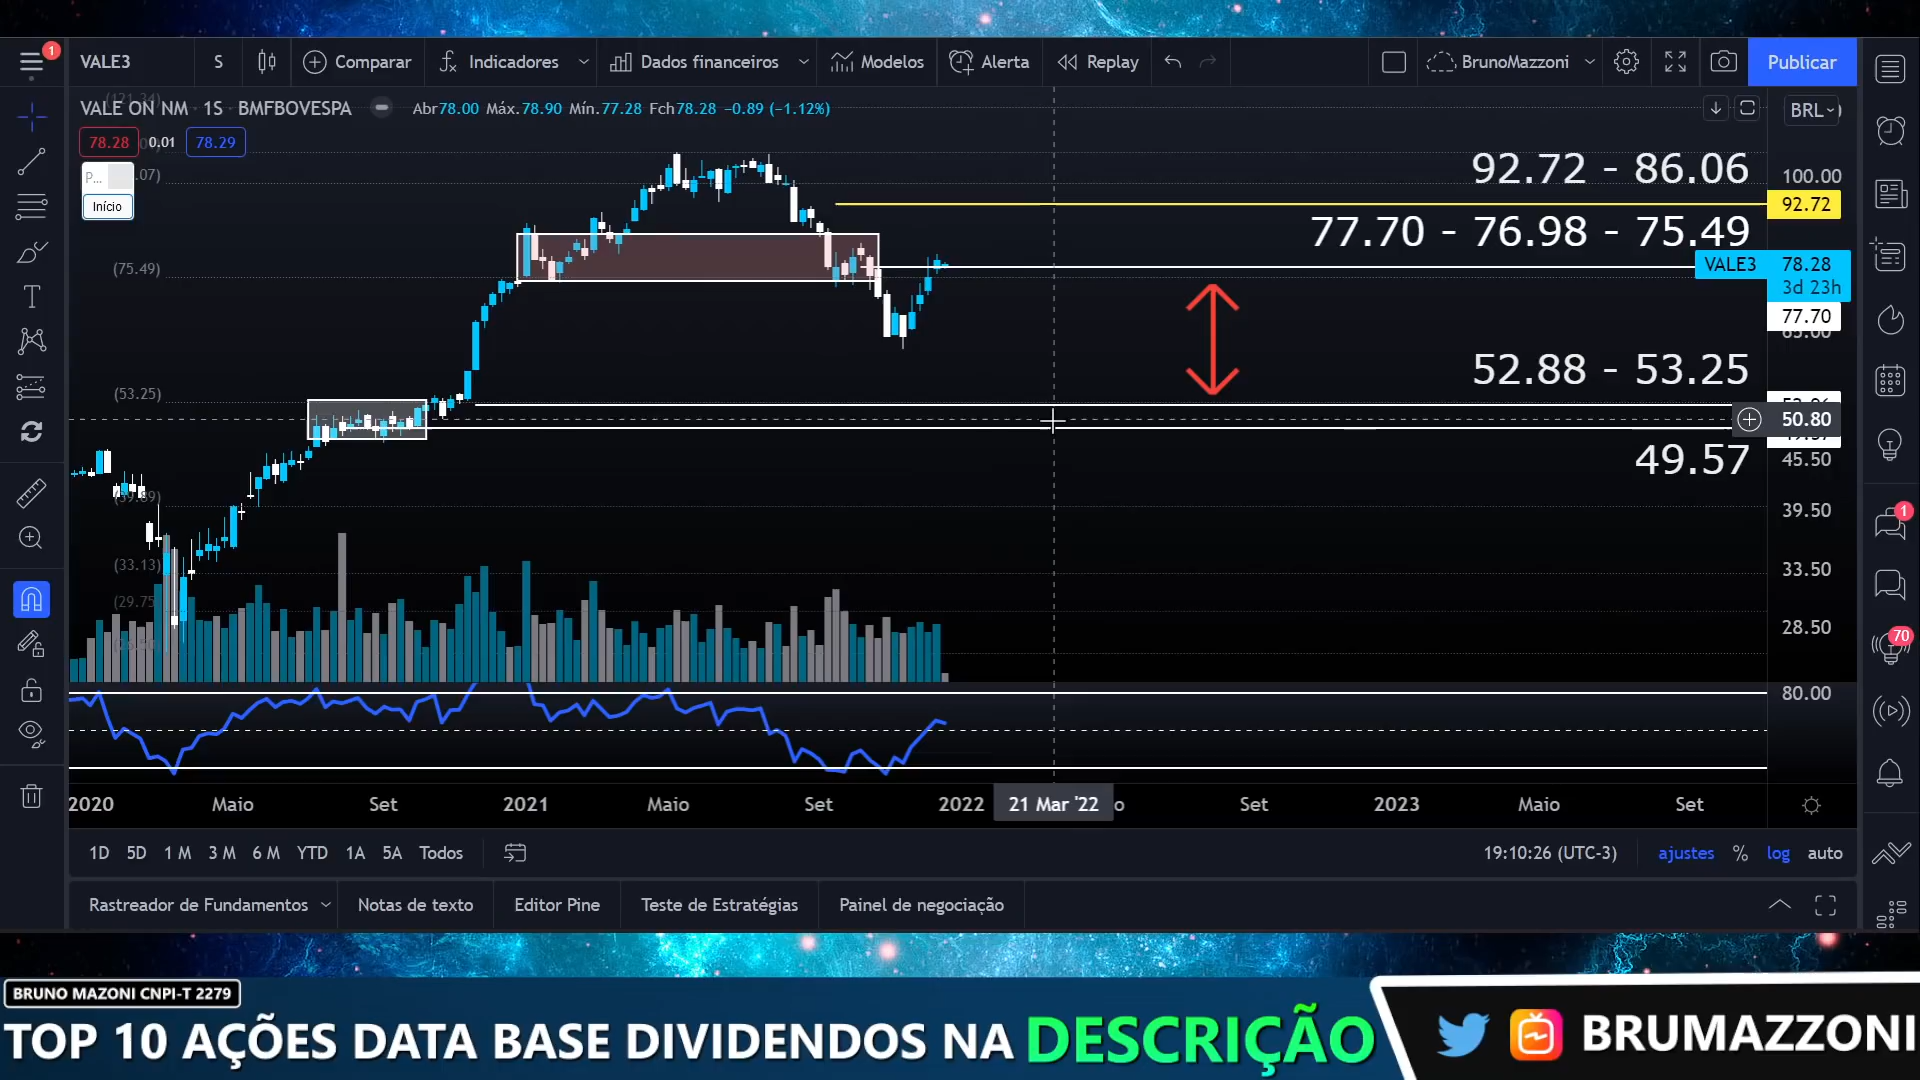 1
VALE3
S
Comparar
Indicadores
Dados financeiros
Modelos
Alerta
Replay
BrunoMazzoni
Publicar
VALE ON NM · 1S · BMFBOVESPA
Abr78.00 Máx.78.90 Mín.77.28 Fch78.28 −0.89 (−1.12%)
BRL
78.28
0.01
78.29
P...
Início
92.72 - 86.06
100.00
92.72
77.70 - 76.98 - 75.49
(75.49)
VALE3
78.28
3d 23h
77.70
52.88 - 53.25
(53.25)
50.80
49.57
45.50
(39.89)
39.50
(33.13)
33.50
(29.75)
28.50
80.00
2020
Maio
Set
2021
Maio
Set
2022
21 Mar '22
Set
2023
Maio
Set
1
70
1D
5D
1 M
3 M
6 M
YTD
1A
5A
Todos
19:10:26 (UTC-3)
ajustes
%
log
auto
Rastreador de Fundamentos
Notas de texto
Editor Pine
Teste de Estratégias
Painel de negociação
BRUNO MAZONI CNPI-T 2279
TOP 10 AÇÕES DATA BASE DIVIDENDOS NA DESCRIÇÃO
BRUMAZZONI